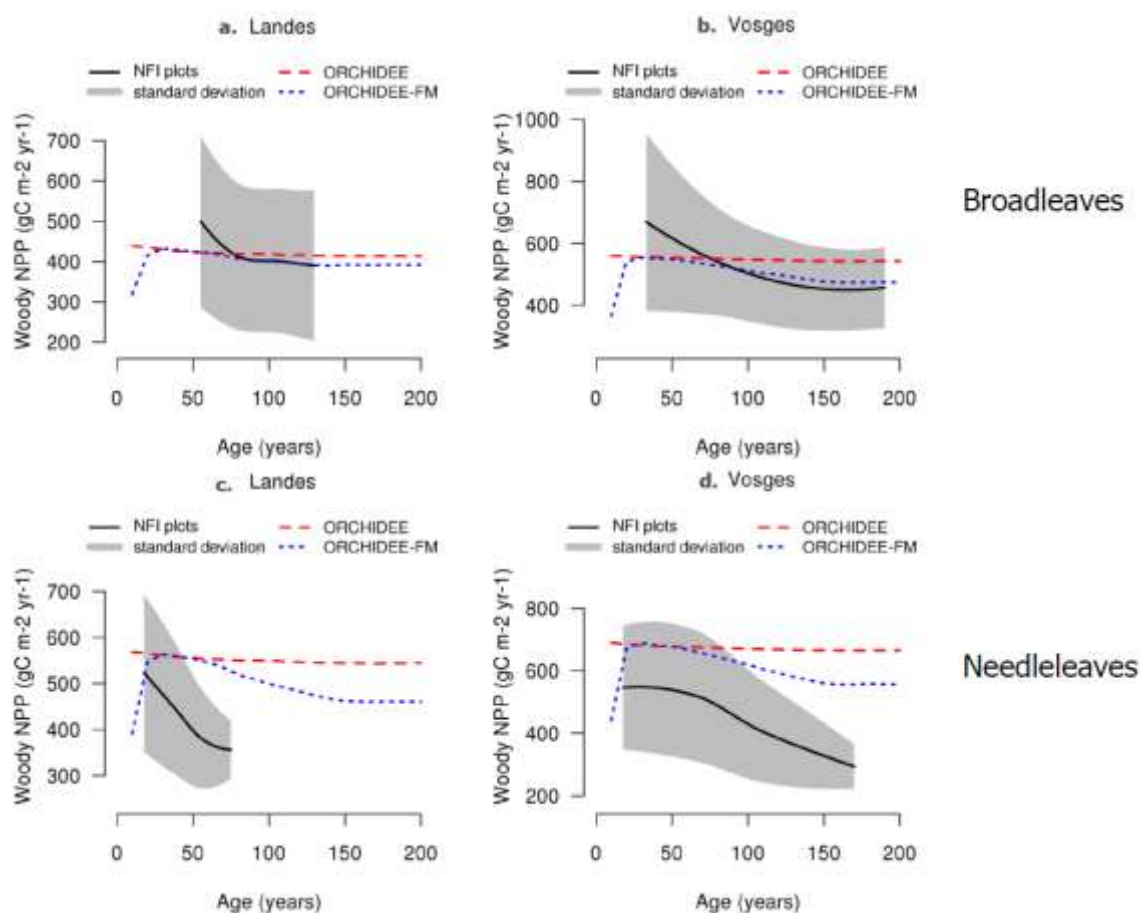 a. Landes
NFI plots
standard deviation
ORCHIDEE
ORCHIDEE-FM
Woody NPP (gC m-2 yr-1)
700
600
500
400
300
200
0 50 100 150 200
Age (years)
b. Vosges
NFI plots
standard deviation
ORCHIDEE
ORCHIDEE-FM
Woody NPP (gC m-2 yr-1)
1000
800
600
400
0 50 100 150 200
Age (years)
Broadleaves
c. Landes
NFI plots
standard deviation
ORCHIDEE
ORCHIDEE-FM
Woody NPP (gC m-2 yr-1)
700
600
500
400
300
0 50 100 150 200
Age (years)
d. Vosges
NFI plots
standard deviation
ORCHIDEE
ORCHIDEE-FM
Woody NPP (gC m-2 yr-1)
800
600
400
200
0 50 100 150 200
Age (years)
Needleleaves